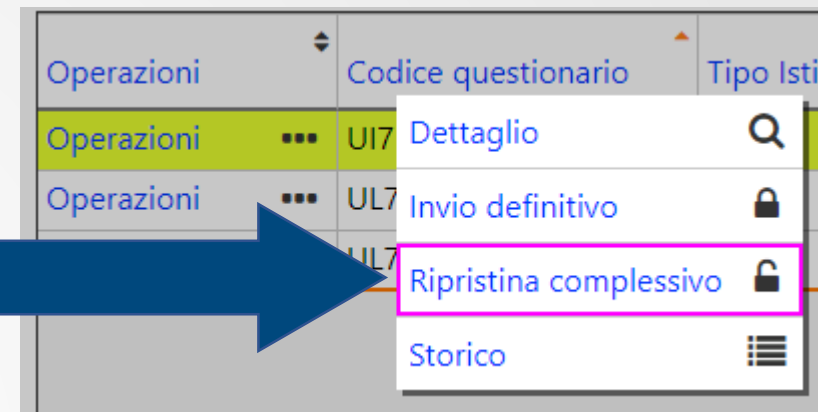 Operazioni Codice questionario Tipo Isti
Operazioni ••• UI7 Dettaglio
Operazioni ••• UL7 Invio definitivo
UL7 Ripristina complessivo
Storico